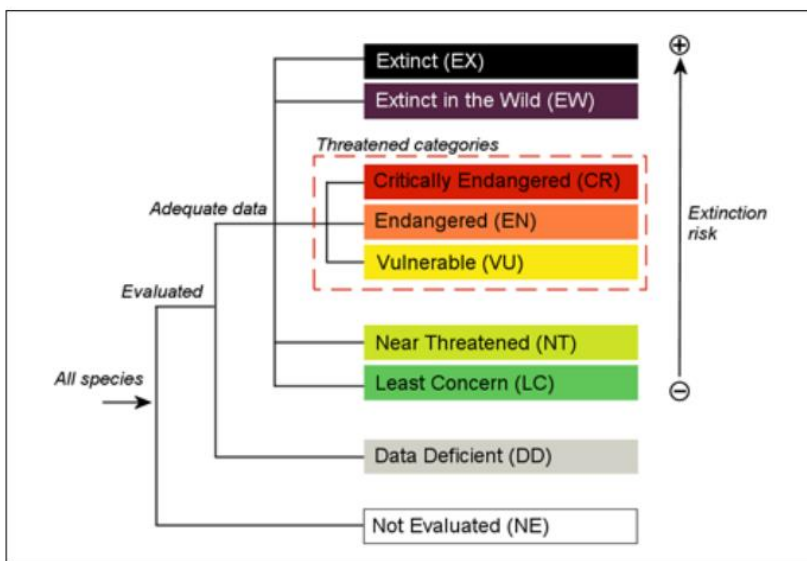 Extinct (EX)
Extinct in the Wild (EW)
Threatened categories
Critically Endangered (CR)
Adequate data
Endangered (EN)
Extinction
risk
Vulnerable (VU)
Evaluated
Near Threatened (NT)
All species
Least Concern (LC)
Data Deficient (DD)
Not Evaluated (NE)